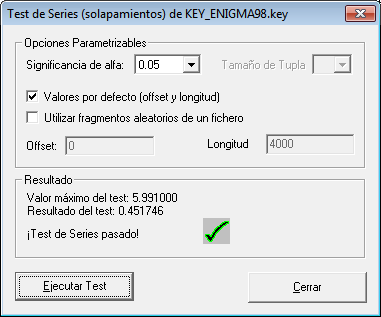 Test de Series (solapamientos) de KEY_ENIGMA98.key
Opciones Parametrizables
Significancia de alfa: 0.05 Tamaño de Tupla
Valores por defecto (offset y longitud)
Utilizar fragmentos aleatorios de un fichero
Offset: 0 Longitud 4000
Resultado
Valor máximo del test: 5.991000
Resultado del test: 0.451746
¡Test de Series pasado!
Ejecutar Test Cerrar